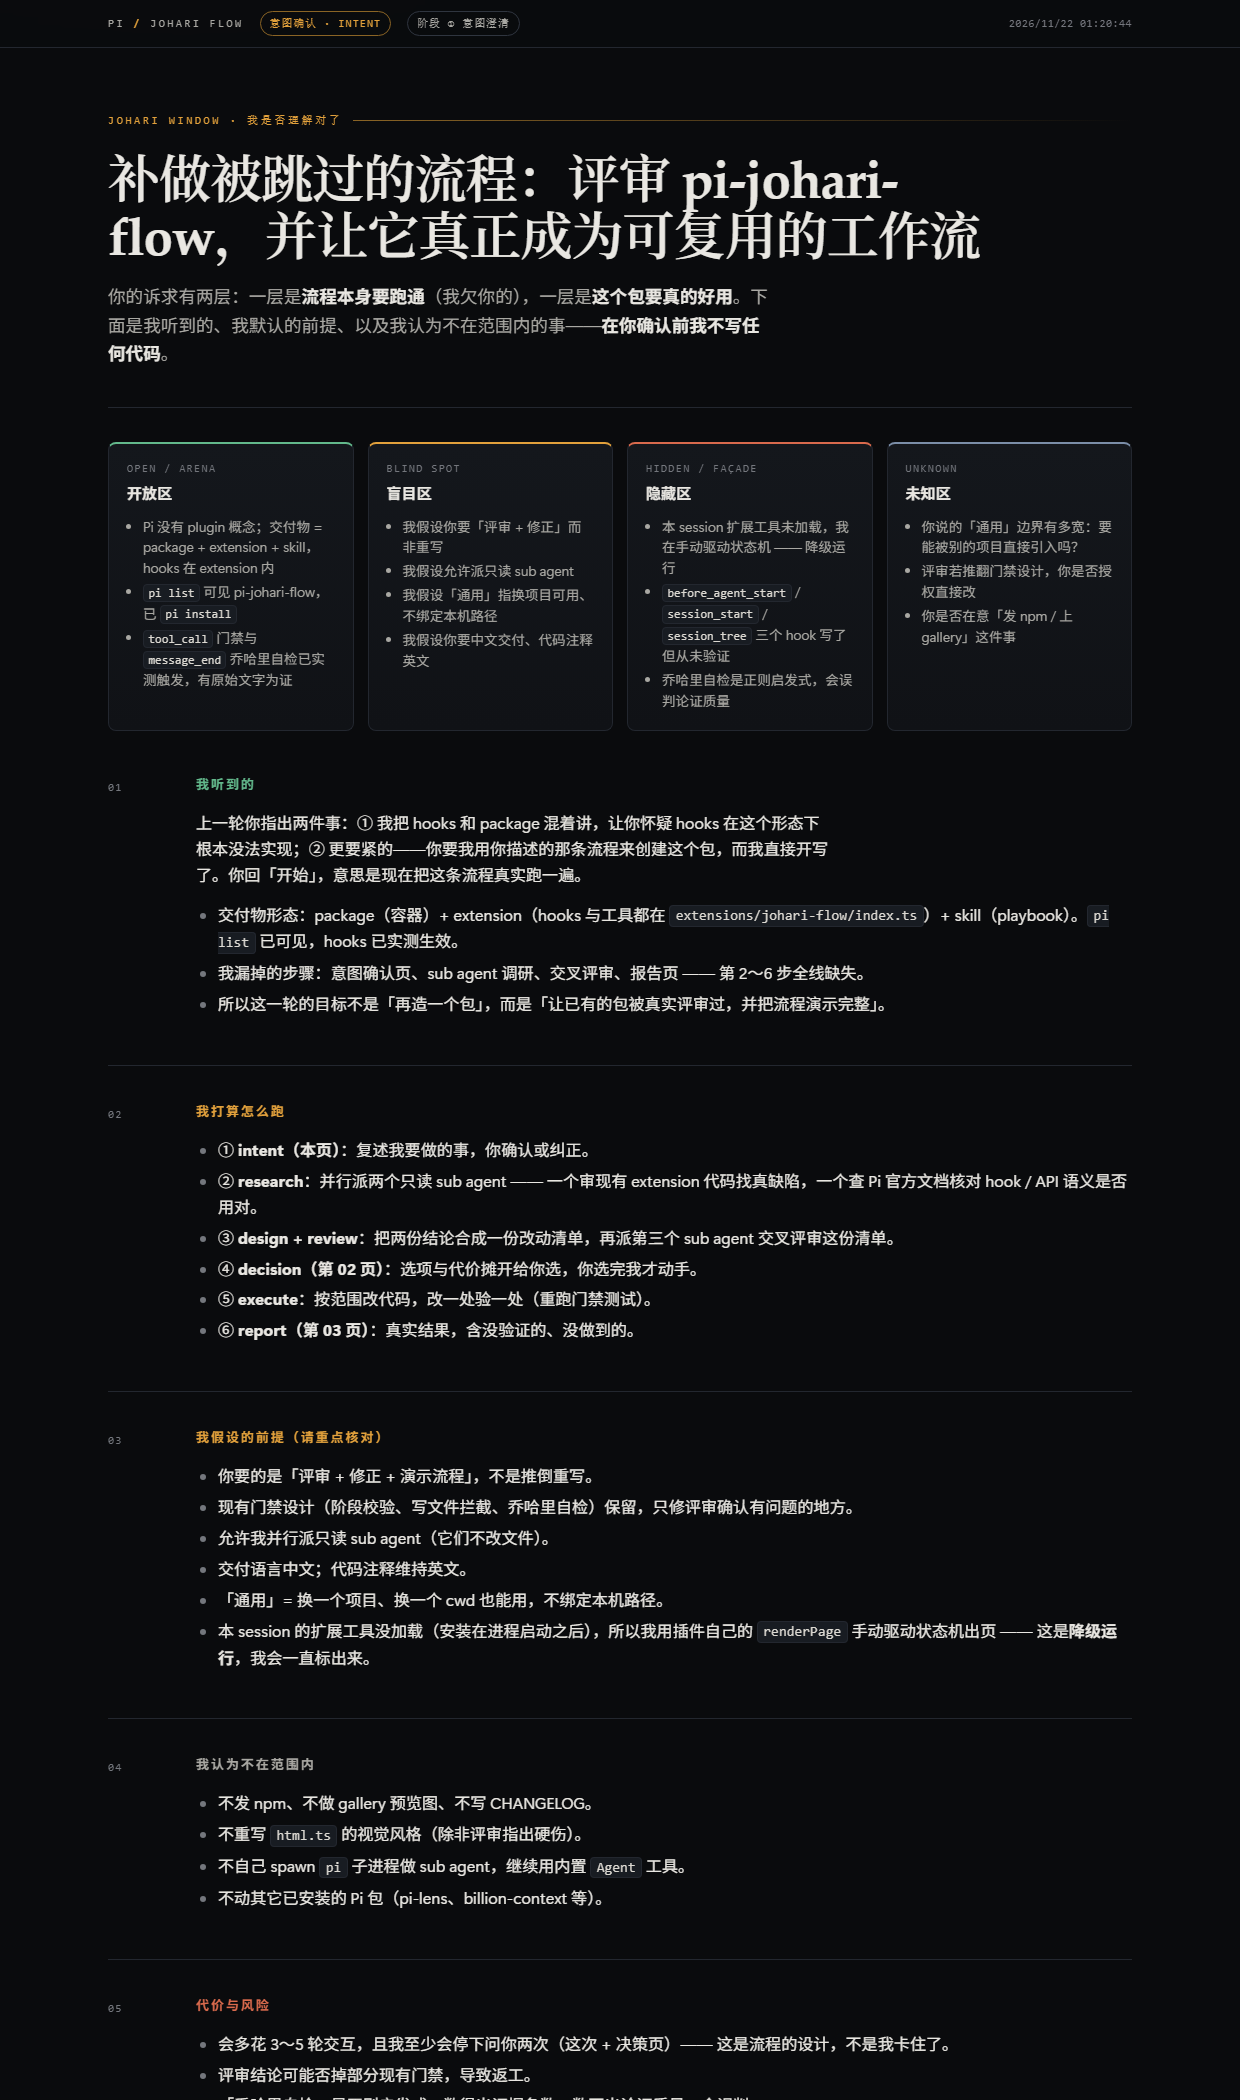 PI / JOHARI FLOW 意图确认 · INTENT 阶段 ① 意图澄清 2026/11/22 01:20:44
JOHARI WINDOW · 我是否理解对了
补做被跳过的流程：评审 pi-johari-
flow，并让它真正成为可复用的工作流
你的诉求有两层：一层是流程本身要跑通（我欠你的），一层是这个包要真的好用。下
面是我听到的、我默认的前提、以及我认为不在范围内的事——在你确认前我不写任
何代码。
OPEN / ARENA
开放区
Pi 没有 plugin 概念；交付物 =
package + extension + skill，
hooks 在 extension 内
pi list 可见 pi-johari-flow，
已 pi install
tool_call 门禁与
message_end 乔哈里自检已实
测触发，有原始文字为证
BLIND SPOT
盲目区
我假设你要「评审 + 修正」而
非重写
我假设允许派只读 sub agent
我假设「通用」指换项目可用、
不绑定本机路径
我假设你要中文交付、代码注释
英文
HIDDEN / FAÇADE
隐藏区
本 session 扩展工具未加载，我
在手动驱动状态机 —— 降级运
行
before_agent_start /
session_start /
session_tree 三个 hook 写了
但从未验证
乔哈里自检是正则启发式，会误
判论证质量
UNKNOWN
未知区
你说的「通用」边界有多宽：要
能被别的项目直接引入吗？
评审若推翻门禁设计，你是否授
权直接改
你是否在意「发 npm / 上
gallery」这件事
01 我听到的
上一轮你指出两件事：① 我把 hooks 和 package 混着讲，让你怀疑 hooks 在这个形态下
根本没法实现；② 更要紧的——你要我用你描述的那条流程来创建这个包，而我直接开写
了。你回「开始」，意思是现在把这条流程真实跑一遍。
交付物形态：package（容器）+ extension（hooks 与工具都在 extensions/johari-flow/index.ts）+ skill（playbook）。pi
list 已可见，hooks 已实测生效。
我漏掉的步骤：意图确认页、sub agent 调研、交叉评审、报告页 —— 第 2～6 步全线缺失。
所以这一轮的目标不是「再造一个包」，而是「让已有的包被真实评审过，并把流程演示完整」。
02 我打算怎么跑
① intent（本页）：复述我要做的事，你确认或纠正。
② research：并行派两个只读 sub agent —— 一个审现有 extension 代码找真缺陷，一个查 Pi 官方文档核对 hook / API 语义是否
用对。
③ design + review：把两份结论合成一份改动清单，再派第三个 sub agent 交叉评审这份清单。
④ decision（第 02 页）：选项与代价摊开给你选，你选完我才动手。
⑤ execute：按范围改代码，改一处验一处（重跑门禁测试）。
⑥ report（第 03 页）：真实结果，含没验证的、没做到的。
03 我假设的前提（请重点核对）
你要的是「评审 + 修正 + 演示流程」，不是推倒重写。
现有门禁设计（阶段校验、写文件拦截、乔哈里自检）保留，只修评审确认有问题的地方。
允许我并行派只读 sub agent（它们不改文件）。
交付语言中文；代码注释维持英文。
「通用」= 换一个项目、换一个 cwd 也能用，不绑定本机路径。
本 session 的扩展工具没加载（安装在进程启动之后），所以我用插件自己的 renderPage 手动驱动状态机出页 —— 这是降级运
行，我会一直标出来。
04 我认为不在范围内
不发 npm、不做 gallery 预览图、不写 CHANGELOG。
不重写 html.ts 的视觉风格（除非评审指出硬伤）。
不自己 spawn pi 子进程做 sub agent，继续用内置 Agent 工具。
不动其它已安装的 Pi 包（pi-lens、billion-context 等）。
05 代价与风险
会多花 3～5 轮交互，且我至少会停下问你两次（这次 + 决策页）—— 这是流程的设计，不是我卡住了。
评审结论可能否掉部分现有门禁，导致返工。